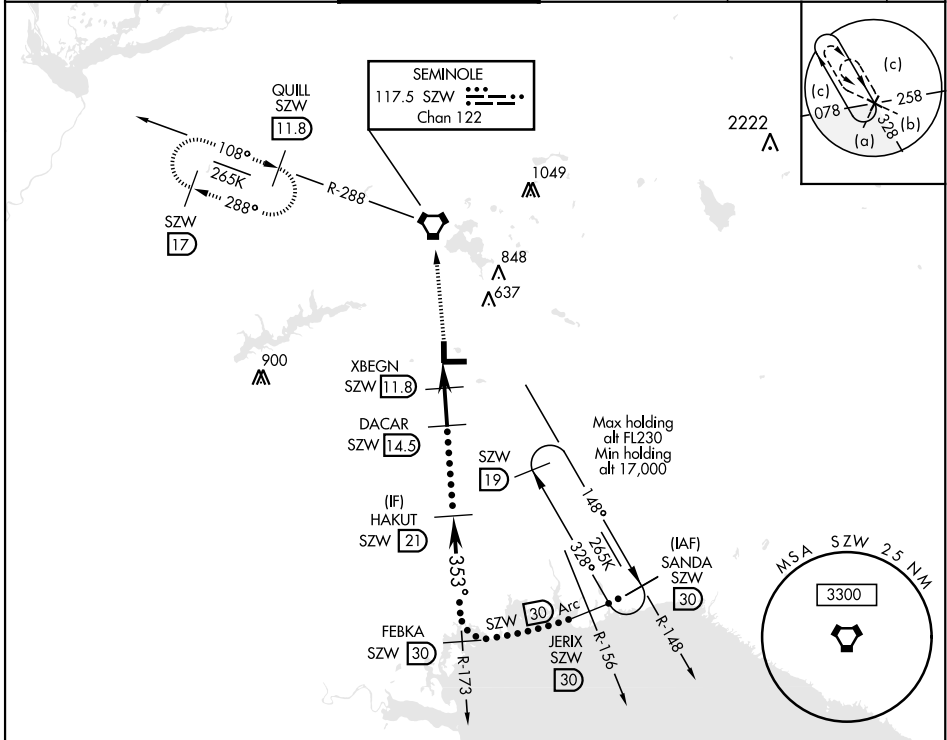 SEMINOLE
117.5 SZW
Chan 122
QUILL
SZW
11.8
108°
265K
288°
SZW
17
R-288
1049
2222
848
637
900
(c)
(c)
078
258
(a)
328
(b)
XBEGN
SZW 11.8
DACAR
SZW 14.5
(IF)
HAKUT
SZW 21
353°
FEBKA
SZW 30
R-173
SZW 30 Arc
JERIX
SZW
30
R-156
R-148
SZW
19
148°
265K
328°
Max holding
alt FL230
Min holding
alt 17,000
(IAF)
SANDA
SZW
30
MSA SZW 25 NM
3300